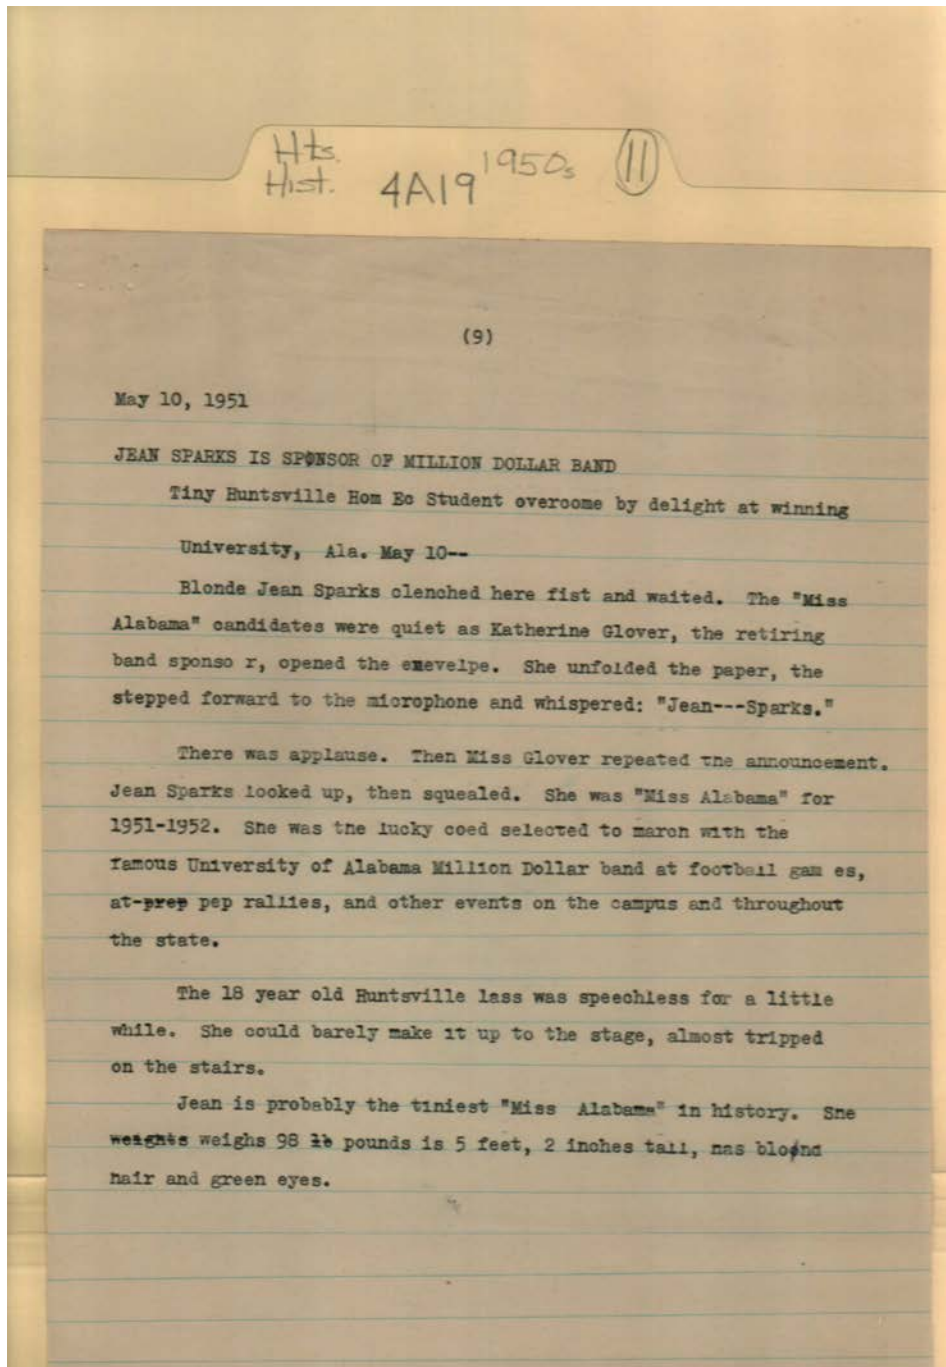 Hts. 1950s 11
Hist. 4A19
(9)
May 10, 1951
JEAN SPARKS IS SPONSOR OF MILLION DOLLAR BAND
Tiny Huntsville Hom Ec Student overcome by delight at winning
University, Ala. May 10--
Blonde Jean Sparks clenched here fist and waited. The "Miss
Alabama" candidates were quiet as Katherine Glover, the retiring
band sponso r, opened the emevelpe. She unfolded the paper, the
stepped forward to the microphone and whispered: "Jean---Sparks."
There was applause. Then Miss Glover repeated the announcement.
Jean Sparks looked up, then squealed. She was "Miss Alabama" for
1951-1952. She was the lucky coed selected to march with the
famous University of Alabama Million Dollar band at football gam es,
at-prep pep rallies, and other events on the campus and throughout
the state.
The 18 year old Huntsville lass was speechless for a little
while. She could barely make it up to the stage, almost tripped
on the stairs.
Jean is probably the tiniest "Miss Alabama" in history. She
weights weighs 98 lb pounds is 5 feet, 2 inches tall, has blond
hair and green eyes.